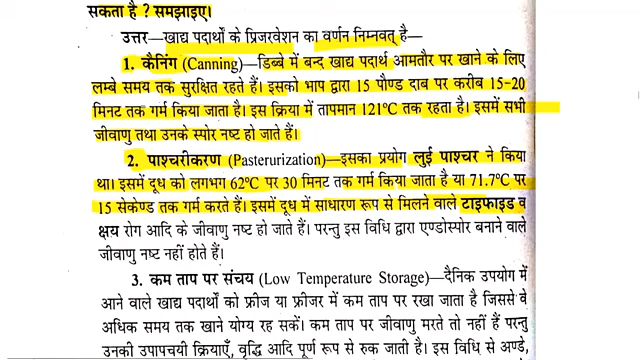 सकता है ? समझाइए।
उत्तर—खाद्य पदार्थों के प्रिजरवेशन का वर्णन निम्नवत् है—
1. कैनिंग (Canning)— डिब्बे में बन्द खाद्य पदार्थ आमतौर पर खाने के लिए
लम्बे समय तक सुरक्षित रहते हैं। इसको भाप द्वारा 15 पौण्ड दाब पर करीब 15-20
मिनट तक गर्म किया जाता है। इस क्रिया में तापमान 121°C तक रहता है। इसमें सभी
जीवाणु तथा उनके स्पोर नष्ट हो जाते हैं।
2. पाश्चरीकरण (Pasterurization)—इसका प्रयोग लुई पाश्चर ने किया
था। इसमें दूध को लगभग 62°C पर 30 मिनट तक गर्म किया जाता है या 71.7°C पर
15 सेकेण्ड तक गर्म करते हैं। इसमें दूध में साधारण रूप से मिलने वाले टाइफाइड व
क्षय रोग आदि के जीवाणु नष्ट हो जाते हैं। परन्तु इस विधि द्वारा एण्डोस्पोर बनाने वाले
जीवाणु नष्ट नहीं होते हैं।
3. कम ताप पर संचय (Low Temperature Storage)—दैनिक उपयोग में
आने वाले खाद्य पदार्थों को फ्रीज या फ्रीजर में कम ताप पर रखा जाता है जिससे वे
अधिक समय तक खाने योग्य रह सकें। कम ताप पर जीवाणु मरते तो नहीं हैं परन्तु
उनकी उपापचयी क्रियाएँ, वृद्धि आदि पूर्ण रूप से रुक जाती है। इस विधि से अण्डे,